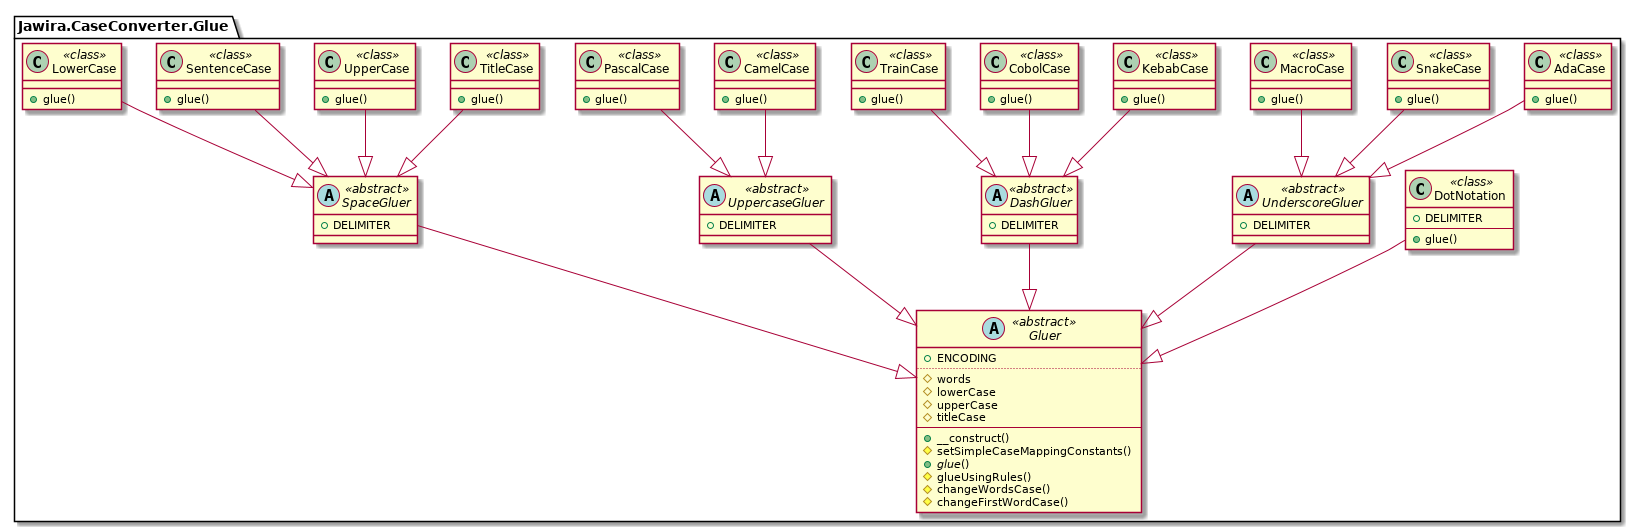 Jawira.CaseConverter.Glue
C «class»
LowerCase
glue()
C «class»
SentenceCase
glue()
C «class»
UpperCase
glue()
C «class»
TitleCase
glue()
C «class»
PascalCase
glue()
C «class»
CamelCase
glue()
C «class»
TrainCase
glue()
C «class»
CobolCase
glue()
C «class»
KebabCase
glue()
C «class»
MacroCase
glue()
C «class»
SnakeCase
glue()
C «class»
AdaCase
glue()
A «abstract»
SpaceGluer
DELIMITER
A «abstract»
UppercaseGluer
DELIMITER
A «abstract»
DashGluer
DELIMITER
A «abstract»
UnderscoreGluer
DELIMITER
C «class»
DotNotation
DELIMITER
glue()
A «abstract»
Gluer
ENCODING
words
lowerCase
upperCase
titleCase
__construct()
setSimpleCaseMappingConstants()
glue()
glueUsingRules()
changeWordsCase()
changeFirstWordCase()